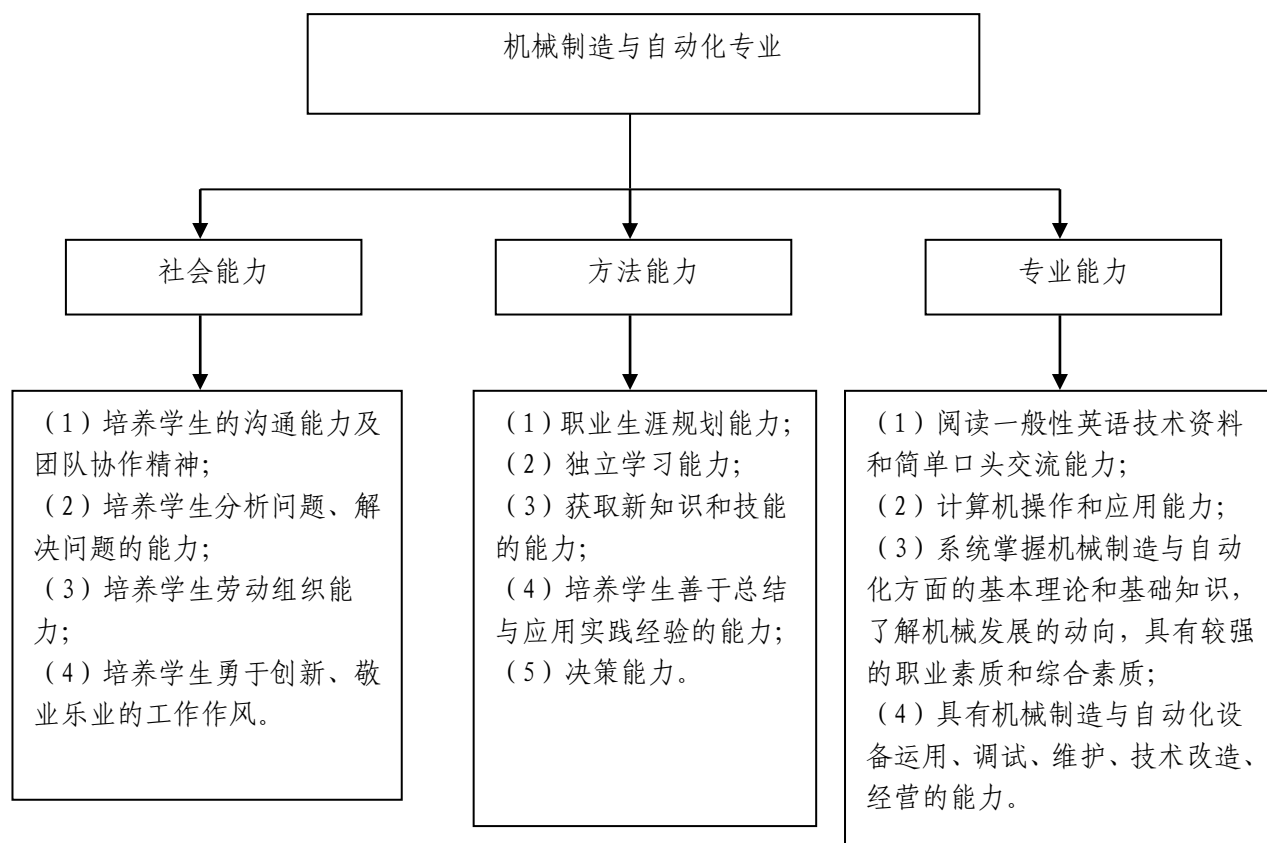 机械制造与自动化专业
社会能力
方法能力
专业能力
（1）培养学生的沟通能力及
团队协作精神；
（2）培养学生分析问题、解
决问题的能力；
（3）培养学生劳动组织能
力；
（4）培养学生勇于创新、敬
业乐业的工作作风。
（1）职业生涯规划能力；
（2）独立学习能力；
（3）获取新知识和技能
的能力；
（4）培养学生善于总结
与应用实践经验的能力；
（5）决策能力。
（1）阅读一般性英语技术资料
和简单口头交流能力；
（2）计算机操作和应用能力；
（3）系统掌握机械制造与自动
化方面的基本理论和基础知识，
了解机械发展的动向，具有较强
的职业素质和综合素质；
（4）具有机械制造与自动化设
备运用、调试、维护、技术改造、
经营的能力。